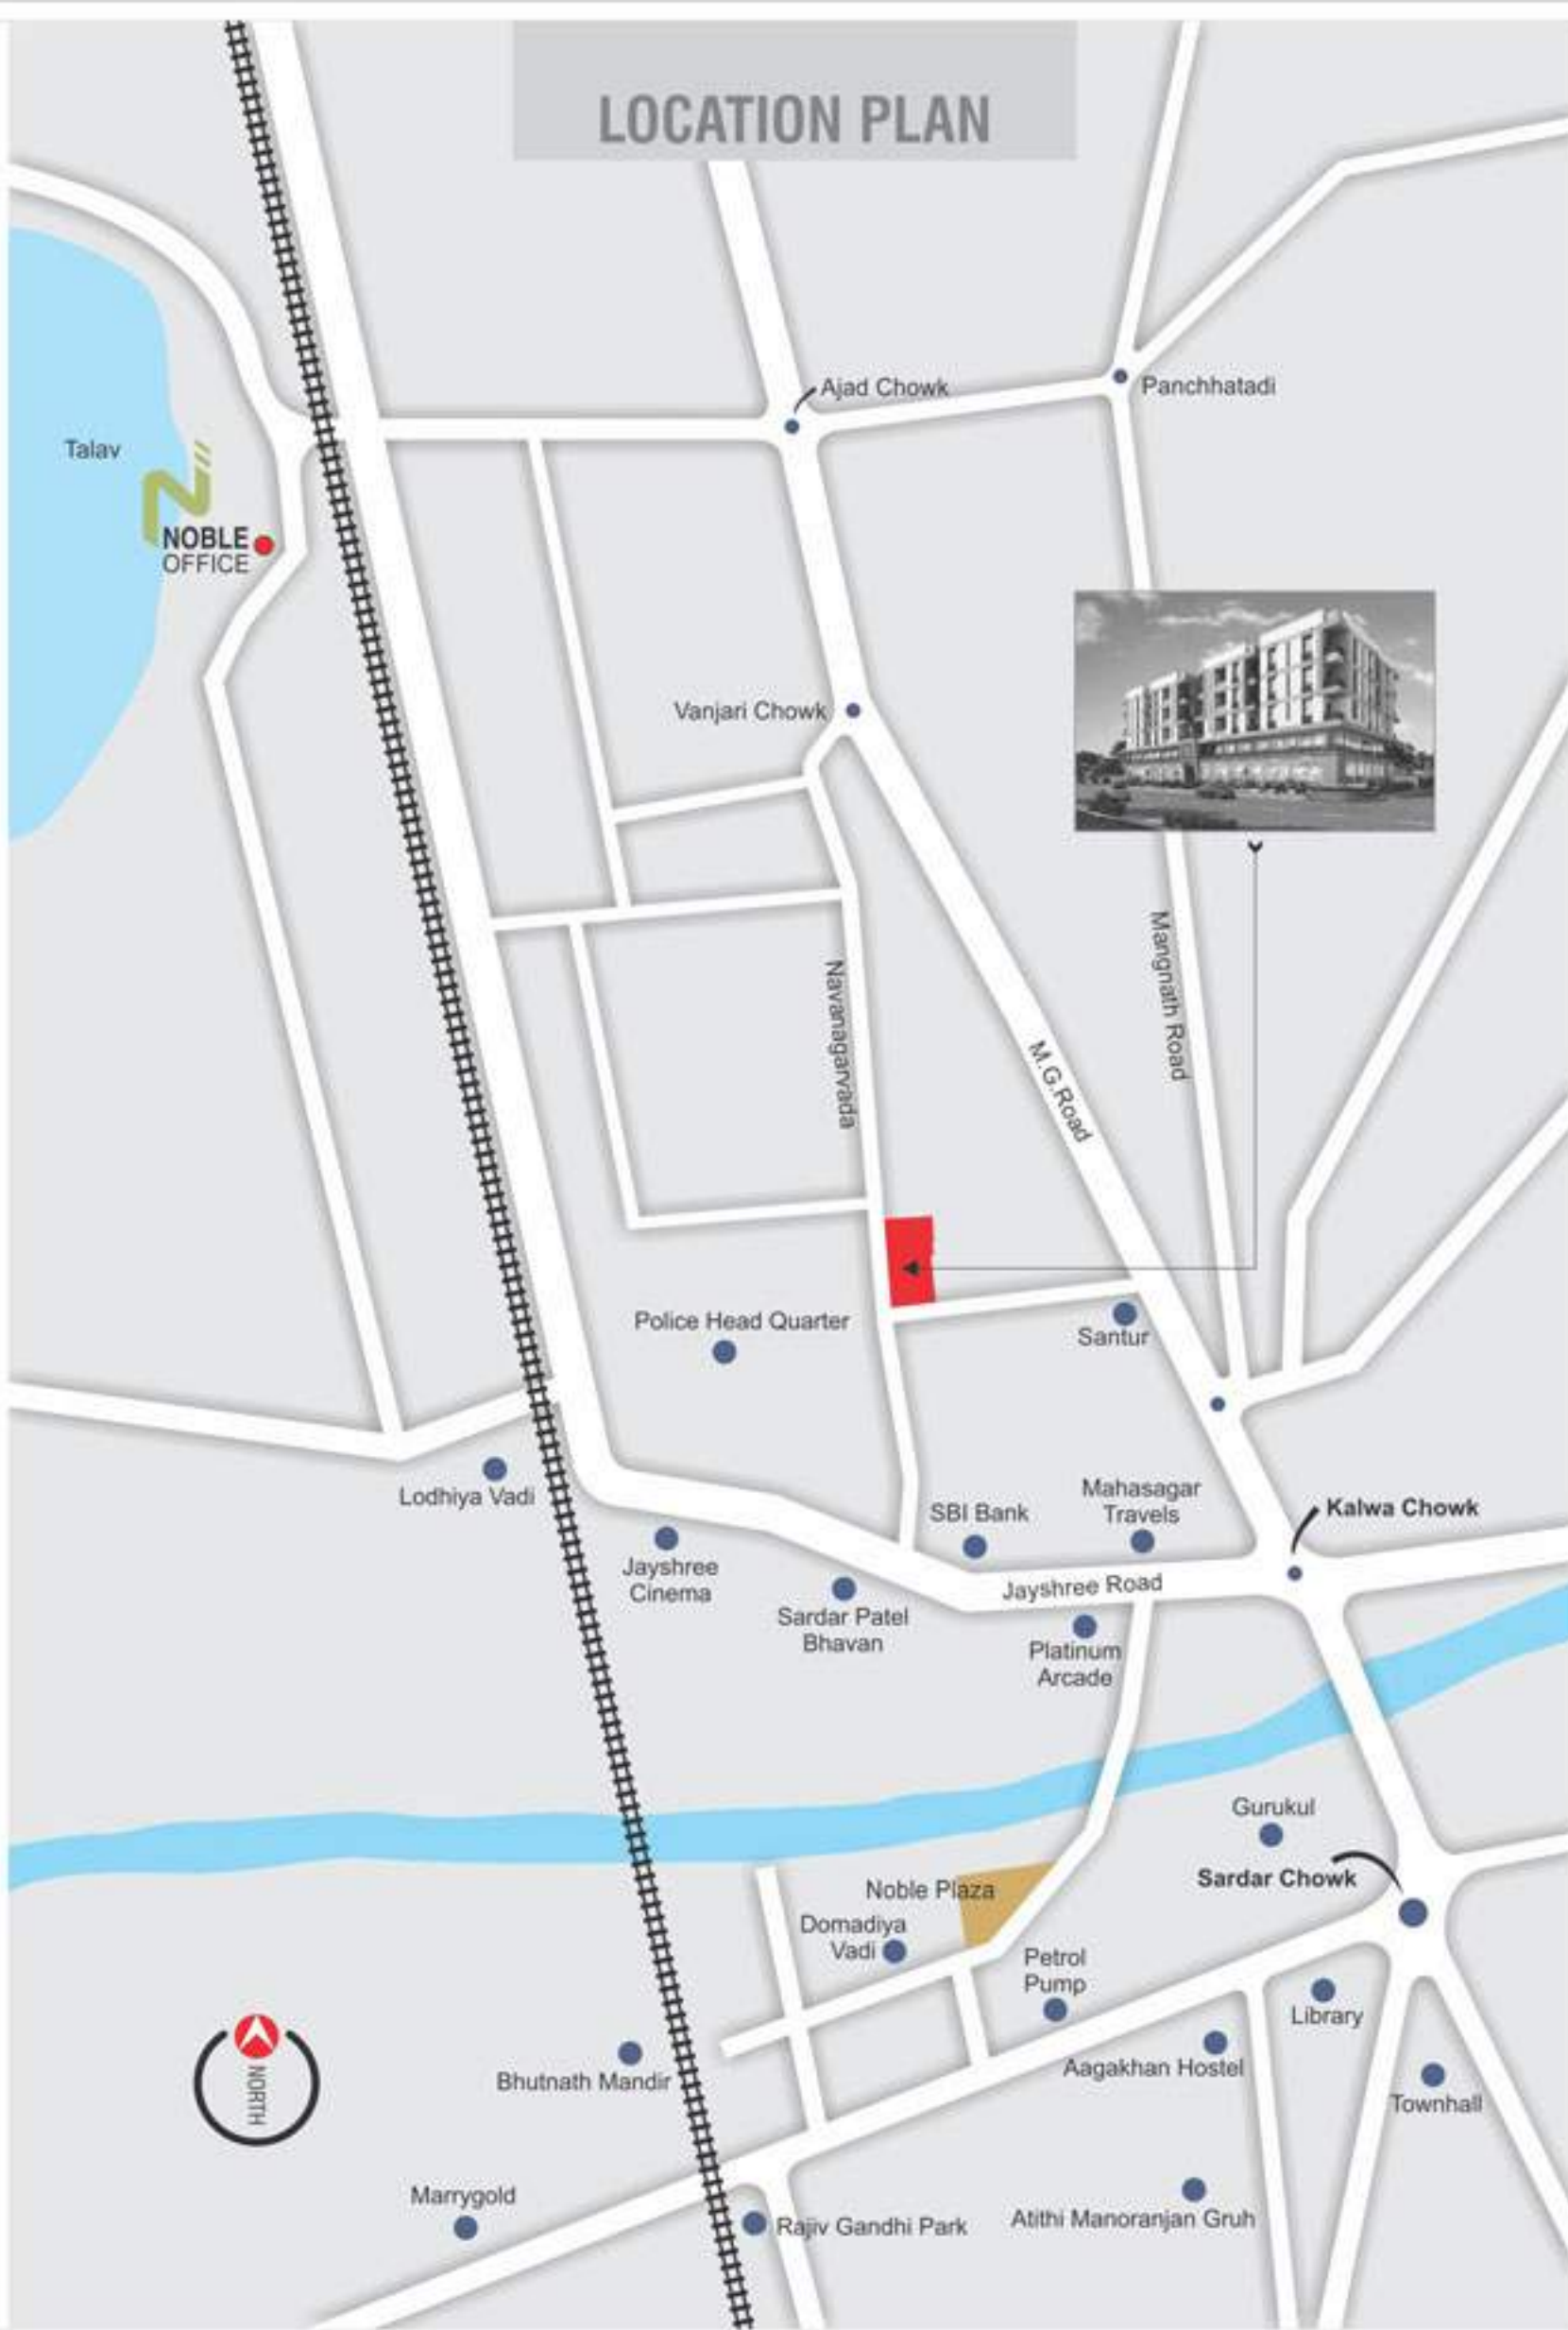 LOCATION PLAN
Ajad Chowk
Panchhatadi
Talav
NOBLE
OFFICE
Vanjari Chowk
Mangnath Road
Navanagarvada
M.G.Road
Police Head Quarter
Santur
Lodhiya Vadi
Mahasagar
Travels
SBI Bank
Kalwa Chowk
Jayshree
Cinema
Jayshree Road
Sardar Patel
Bhavan
Platinum
Arcade
Gurukul
Sardar Chowk
Noble Plaza
Domadiya
Vadi
Petrol
Pump
Library
Aagakhan Hostel
Bhutnath Mandir
NORTH
Townhall
Marrygold
Rajiv Gandhi Park
Atithi Manoranjan Gruh